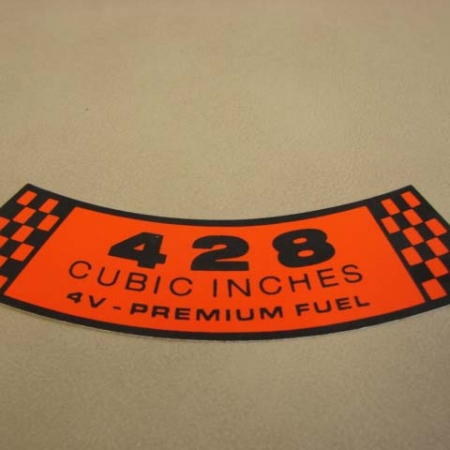 428
CUBIC INCHES
4V - PREMIUM FUEL